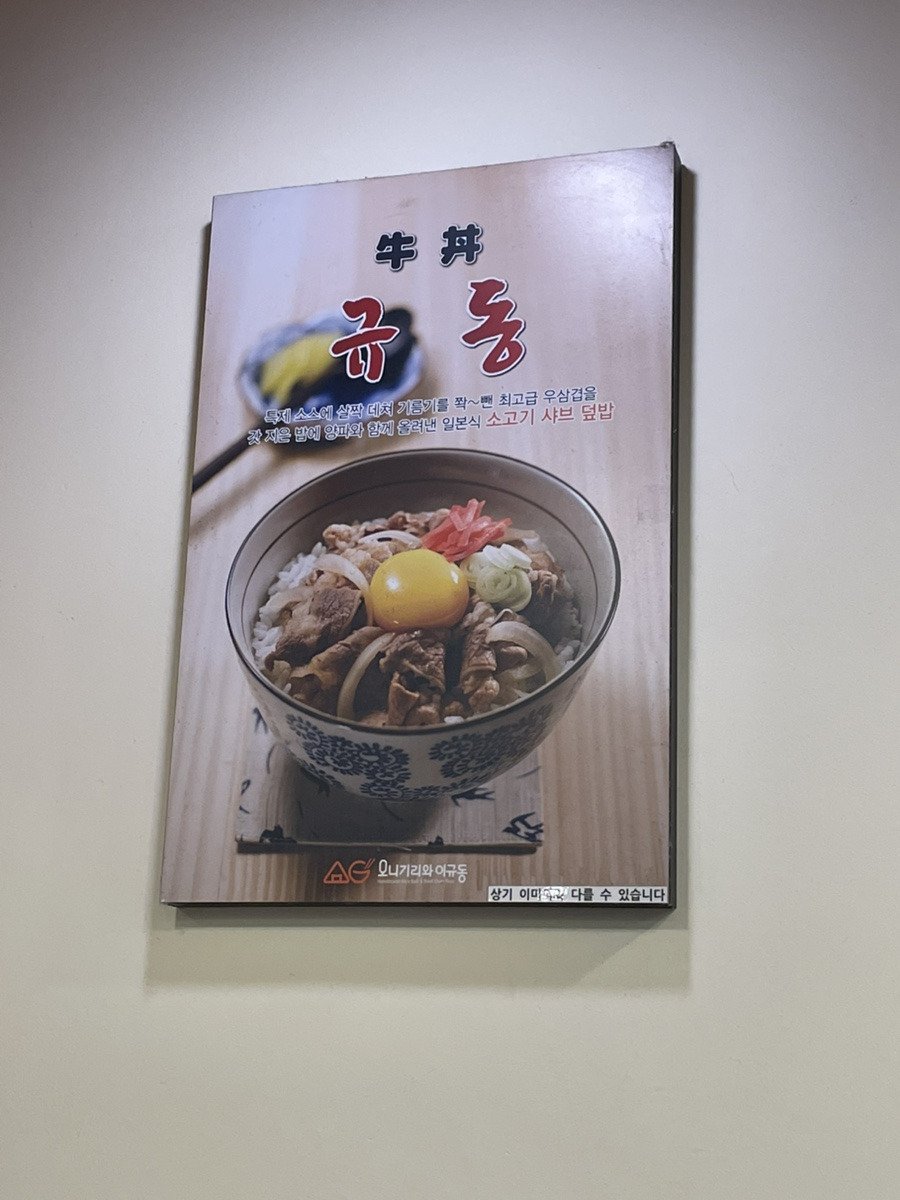 牛丼
규동
특제 소스에 살짝 데쳐 기름기를 쫙~뺀 최고급 우삼겹을
갓 지은 밥에 양파와 함께 올려낸 일본식 소고기 샤브 덮밥
오니기리와 이규동
상기 이미지와 다를 수 있습니다